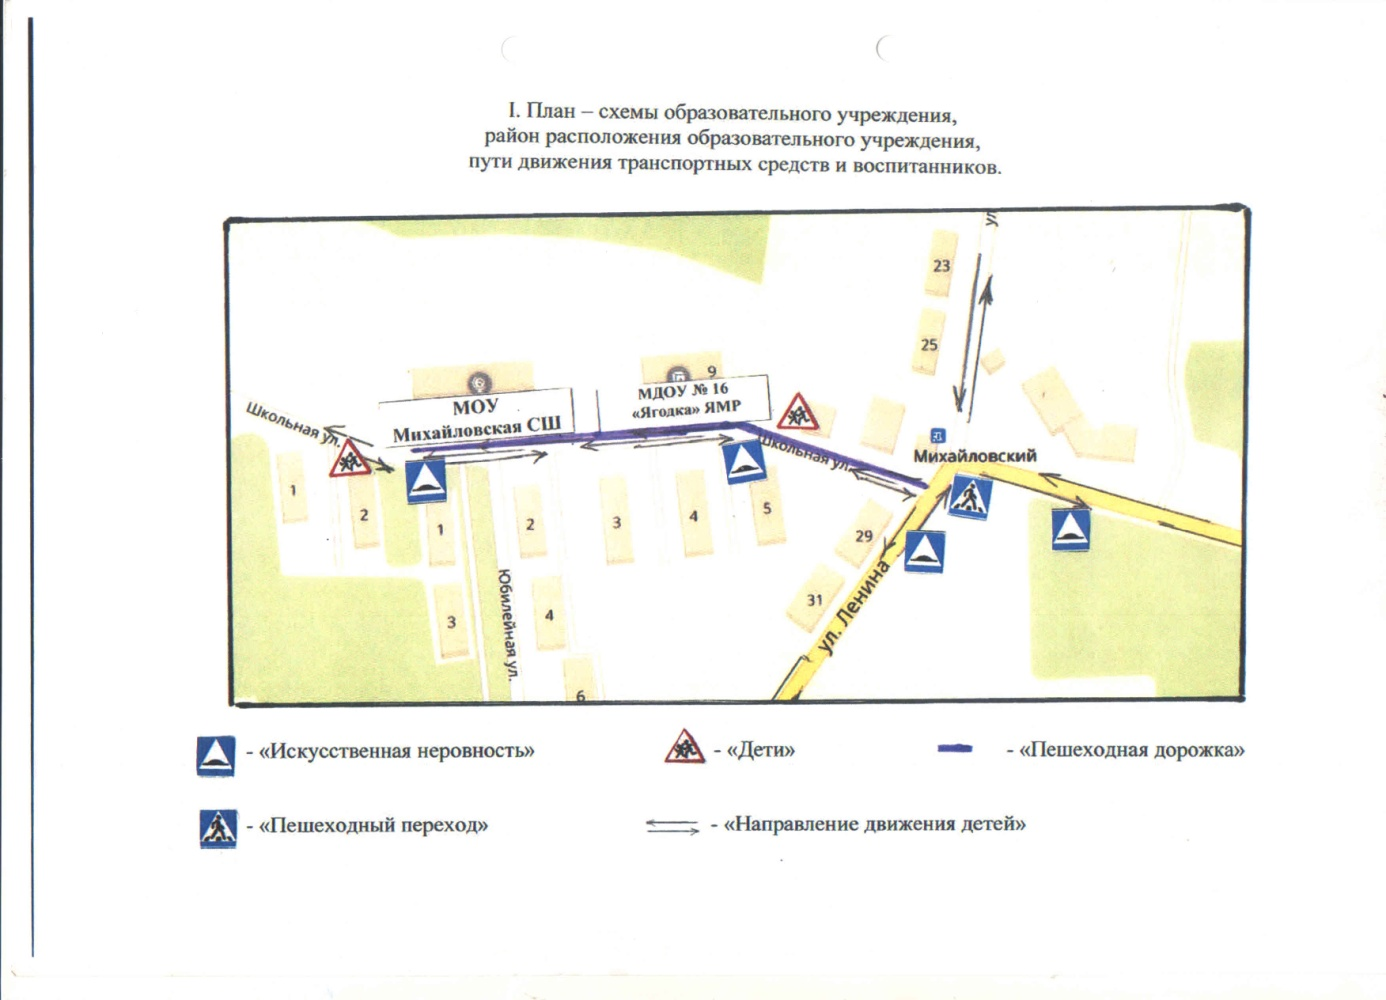 I. План – схемы образовательного учреждения,
район расположения образовательного учреждения,
пути движения транспортных средств и воспитанников.
ул
23
25
9
МДОУ № 16
«Ягодка» ЯМР
МОУ
Михайловская СШ
Школьная ул.
Школьная ул.
Михайловский
1
2
1
2
3
4
5
29
31
3
4
6
Юбилейная ул.
ул. Ленина
- «Искусственная неровность»
- «Дети»
- «Пешеходная дорожка»
- «Пешеходный переход»
- «Направление движения детей»